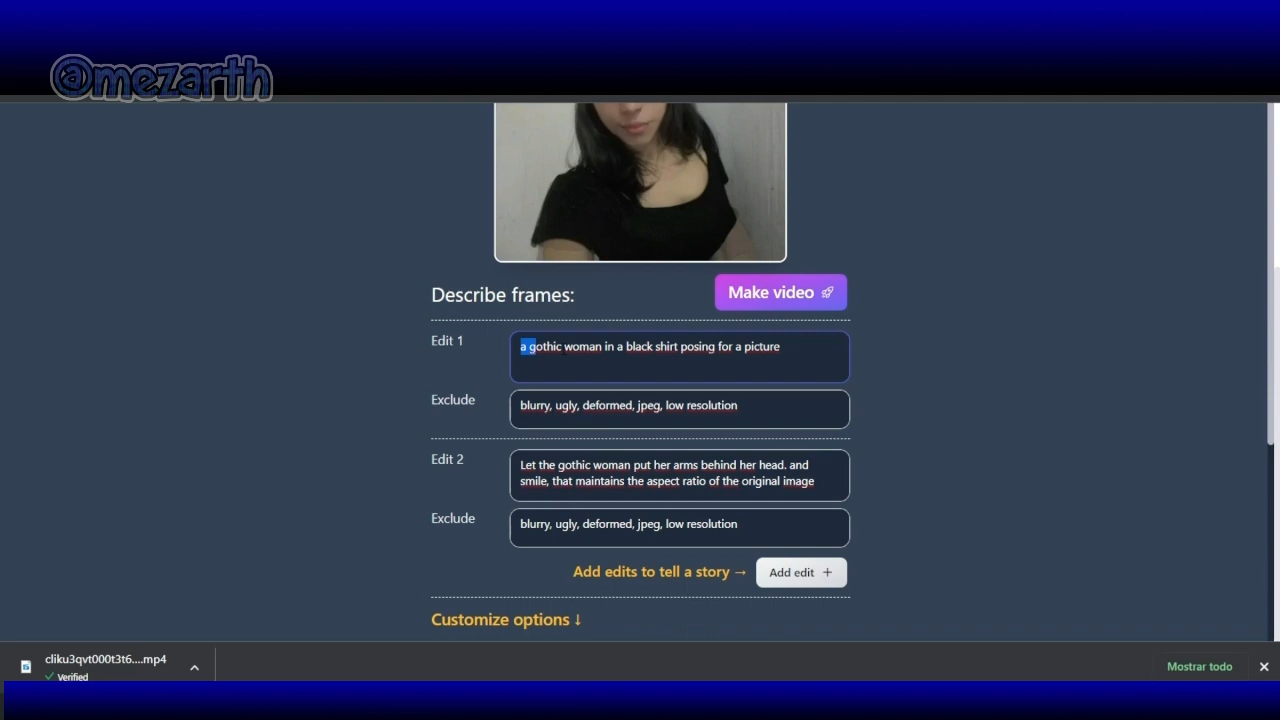 @mezarth
Describe frames:
Make video
Edit 1
a gothic woman in a black shirt posing for a picture
Exclude
blurry, ugly, deformed, jpeg, low resolution
Edit 2
Let the gothic woman put her arms behind her head. and
smile, that maintains the aspect ratio of the original image
Exclude
blurry, ugly, deformed, jpeg, low resolution
Add edits to tell a story →
Add edit +
Customize options ↓
cliku3qvt000t3t6....mp4
Verified
Mostrar todo